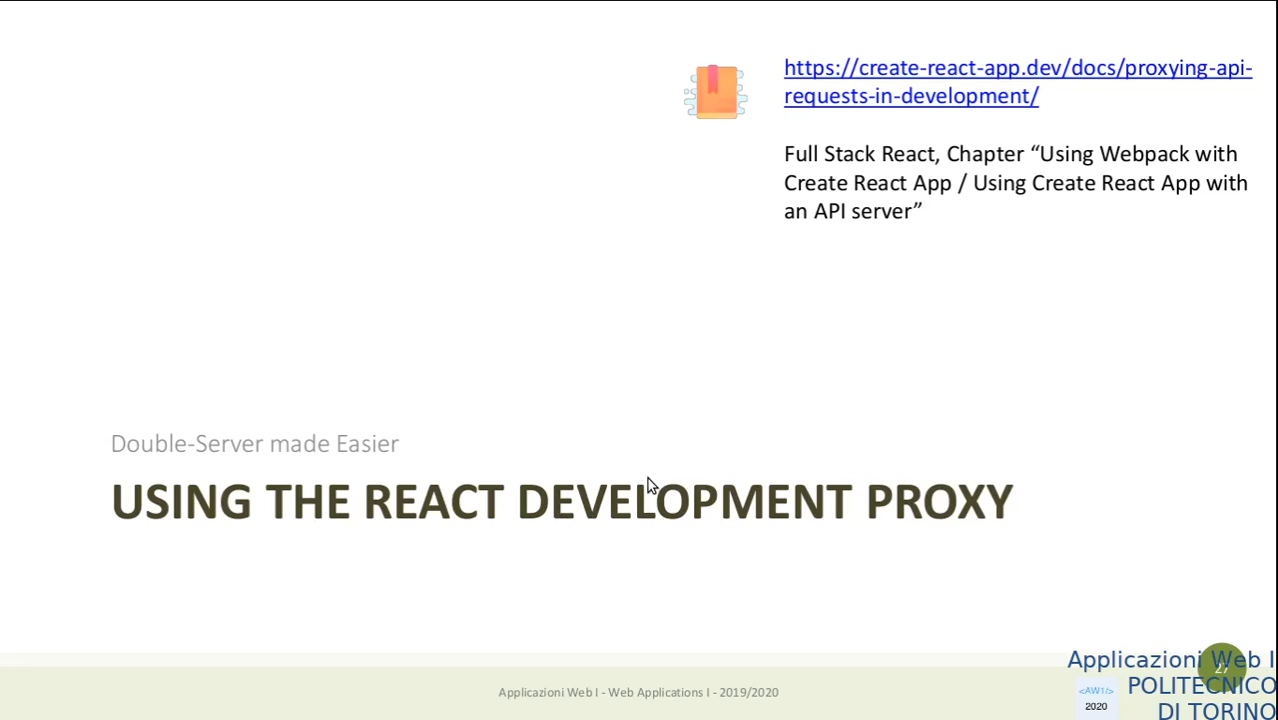 https://create-react-app.dev/docs/proxying-api-
requests-in-development/
Full Stack React, Chapter “Using Webpack with
Create React App / Using Create React App with
an API server”
Double-Server made Easier
USING THE REACT DEVELOPMENT PROXY
Applicazioni Web I - Web Applications I - 2019/2020
Applicazioni Web I
POLITECNICO
DI TORINO
<AW1/>
2020